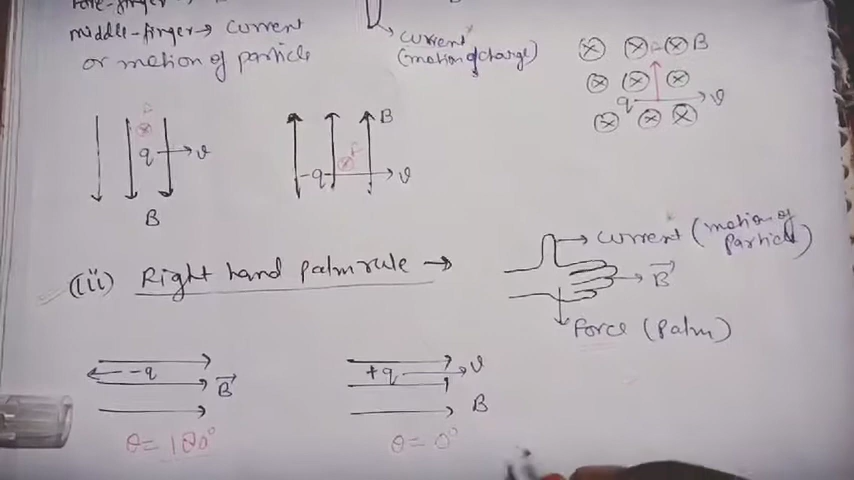 middle-finger → Current
or motion of particle
current
(motion of charge)
B
q
v
F
q
v
B
B
F
-q
v
(ii) Right hand palm rule →
Current (motion of
Particle)
B
Force (Palm)
-q
B
θ= 180°
+q
v
B
θ= 0°